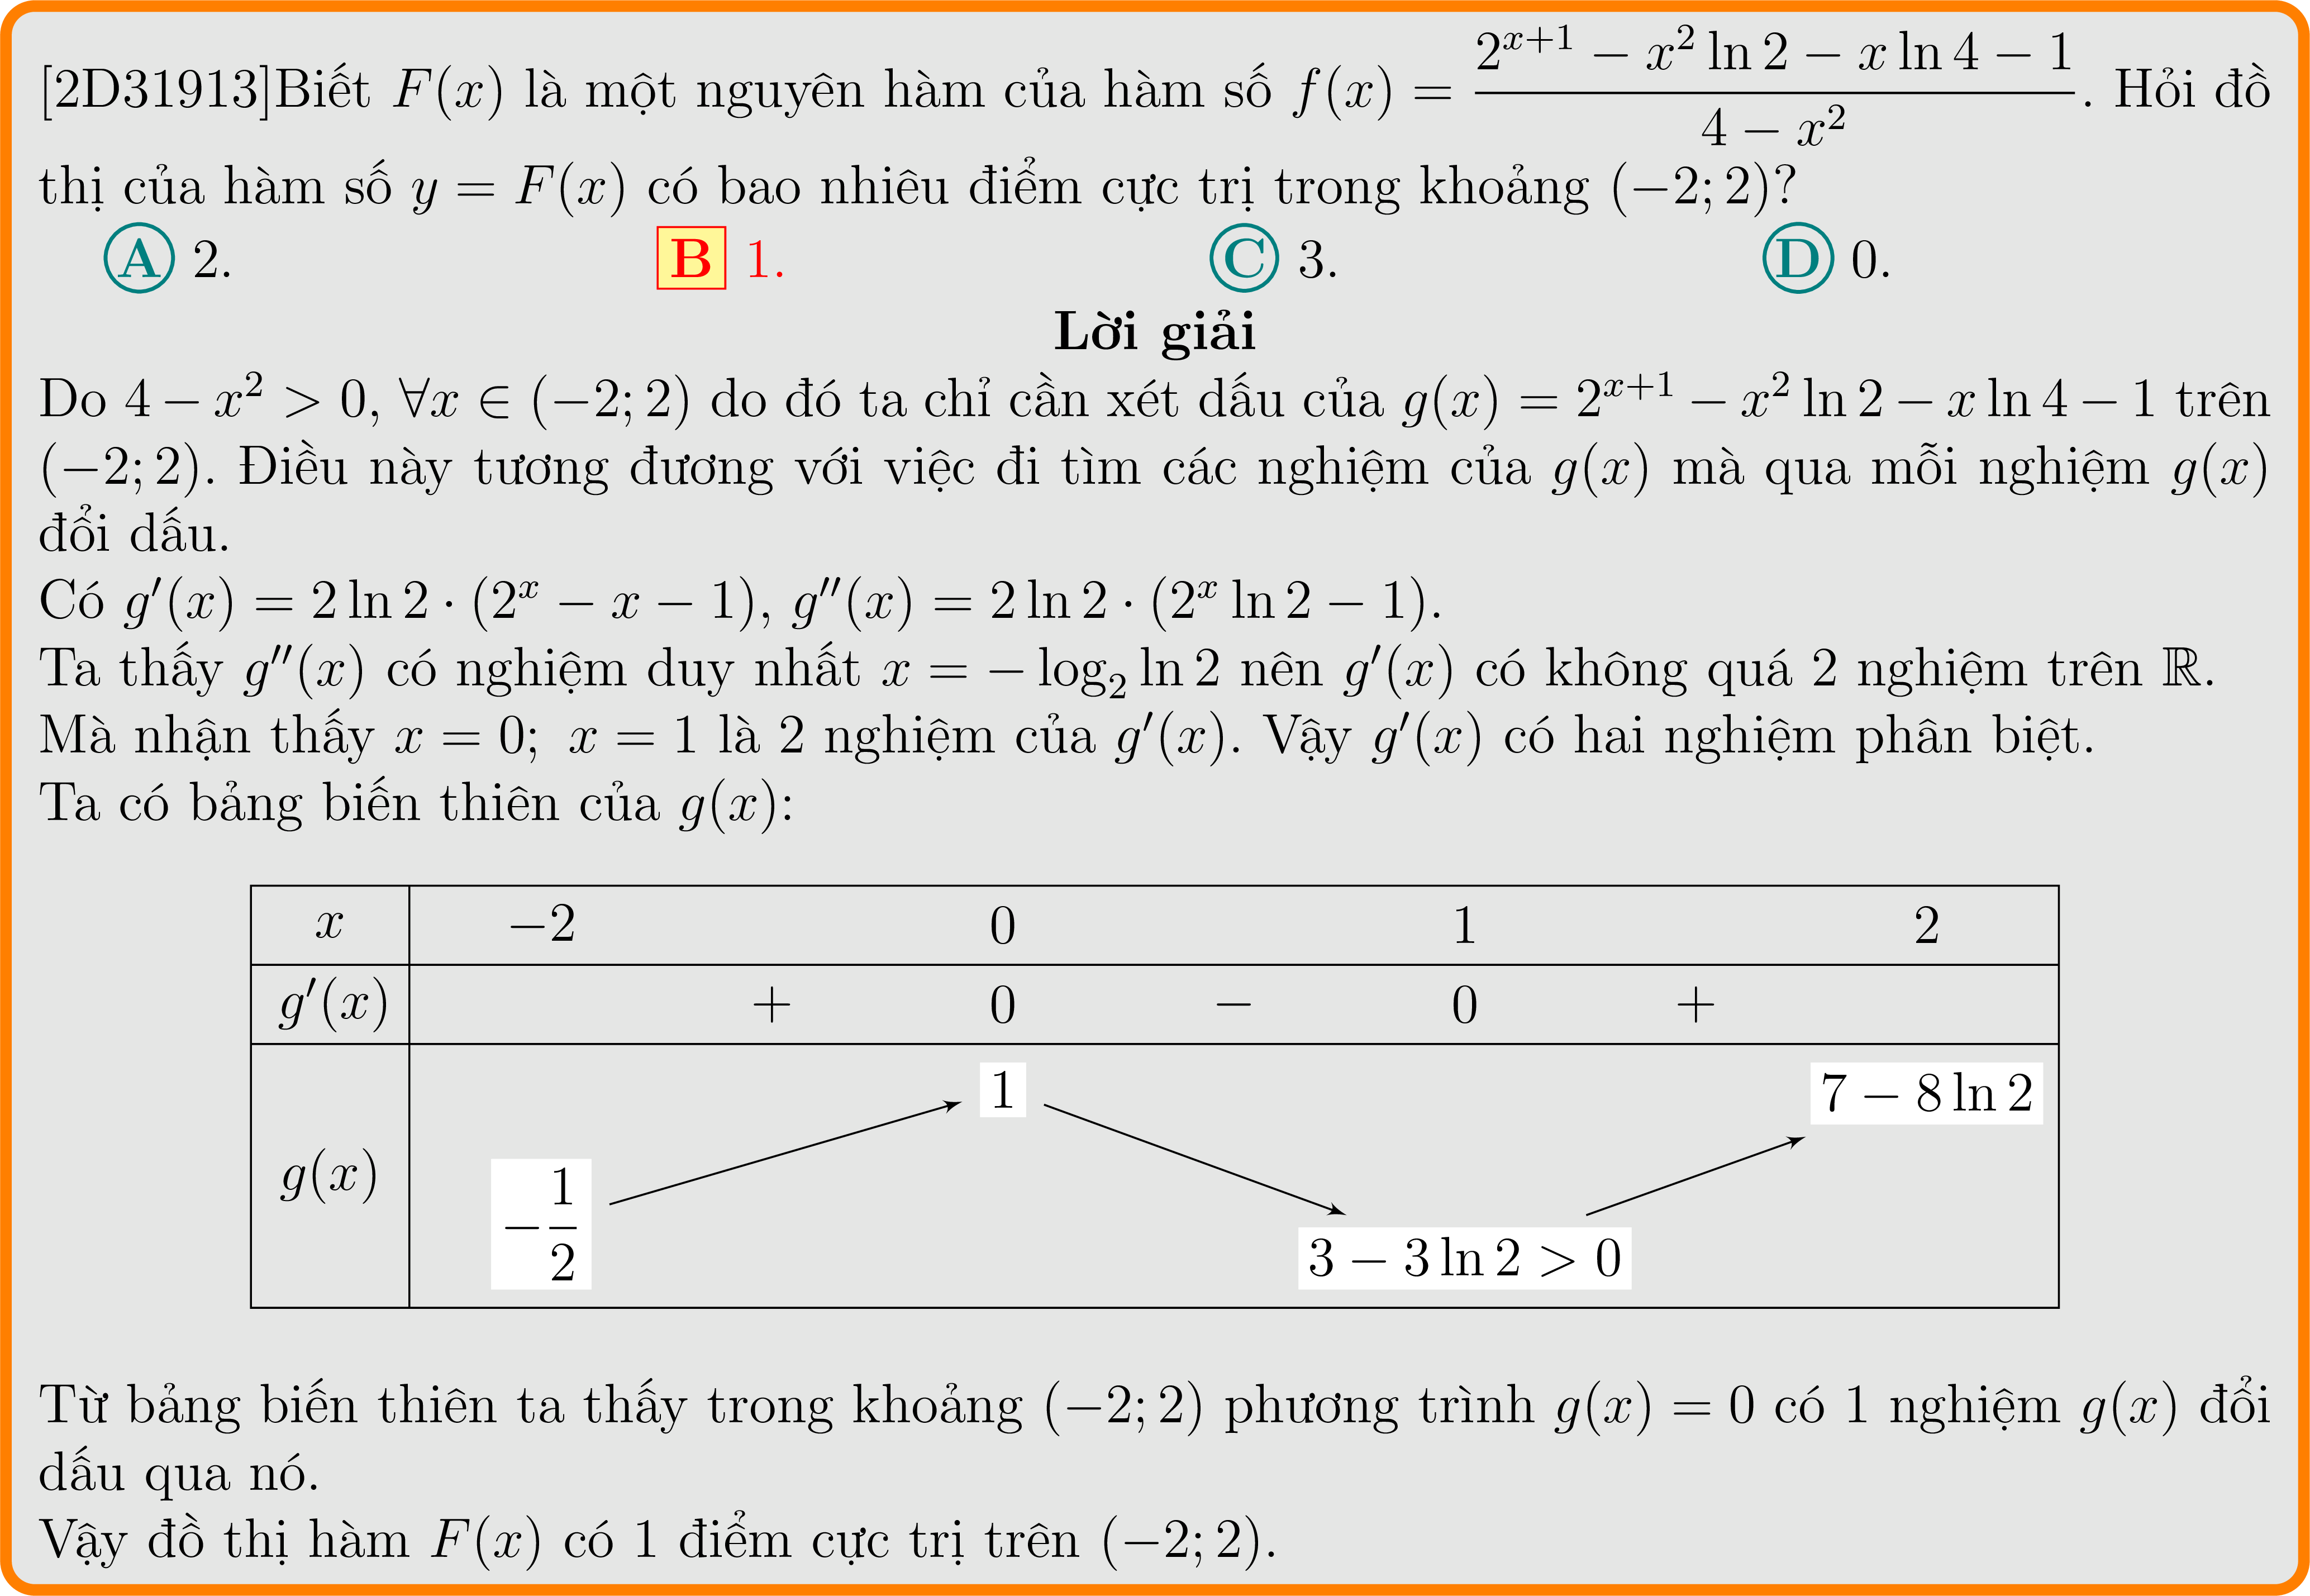 [2D31913]Biết F(x) là một nguyên hàm của hàm số f(x) = \frac{2^{x+1} − x^2 ln 2 − x ln 4 − 1}{4 − x^2}. Hỏi đồ
thị của hàm số y = F(x) có bao nhiêu điểm cực trị trong khoảng (−2; 2)?
A 2. B 1. C 3. D 0.
Lời giải
Do 4 − x^2 > 0, ∀x ∈ (−2; 2) do đó ta chỉ cần xét dấu của g(x) = 2^{x+1} − x^2 ln 2 − x ln 4 − 1 trên
(−2; 2). Điều này tương đương với việc đi tìm các nghiệm của g(x) mà qua mỗi nghiệm g(x)
đổi dấu.
Có g′(x) = 2 ln 2 · (2^x − x − 1), g″(x) = 2 ln 2 · (2^x ln 2 − 1).
Ta thấy g″(x) có nghiệm duy nhất x = − log_2 ln 2 nên g′(x) có không quá 2 nghiệm trên ℝ.
Mà nhận thấy x = 0; x = 1 là 2 nghiệm của g′(x). Vậy g′(x) có hai nghiệm phân biệt.
Ta có bảng biến thiên của g(x):
x −2 0 1 2
g′(x) + 0 − 0 +
g(x) −\frac{1}{2} 1 3 − 3 ln 2 > 0 7 − 8 ln 2
Từ bảng biến thiên ta thấy trong khoảng (−2; 2) phương trình g(x) = 0 có 1 nghiệm g(x) đổi
dấu qua nó.
Vậy đồ thị hàm F(x) có 1 điểm cực trị trên (−2; 2).